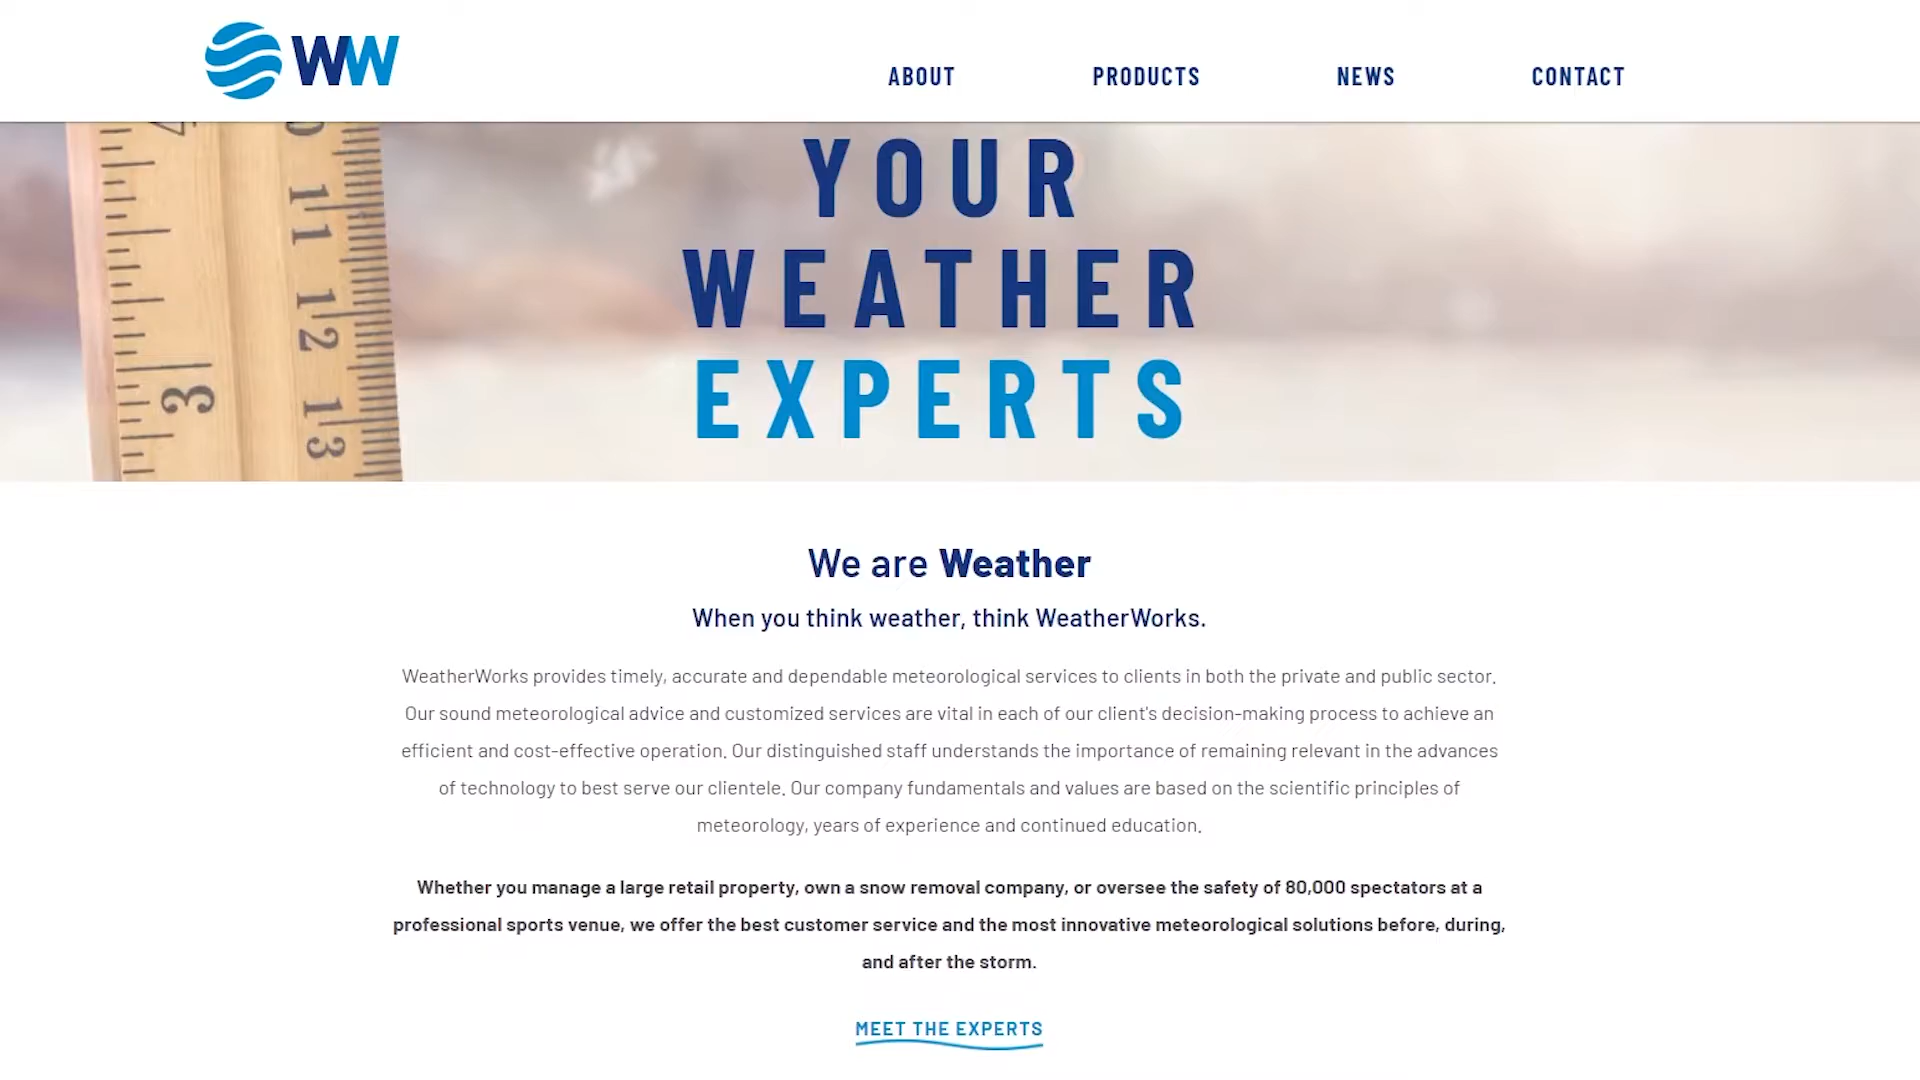 WW
ABOUT
PRODUCTS
NEWS
CONTACT
YOUR
WEATHER
EXPERTS
11
12
13
3
We are Weather
When you think weather, think WeatherWorks.
WeatherWorks provides timely, accurate and dependable meteorological services to clients in both the private and public sector.
Our sound meteorological advice and customized services are vital in each of our client's decision-making process to achieve an
efficient and cost-effective operation. Our distinguished staff understands the importance of remaining relevant in the advances
of technology to best serve our clientele. Our company fundamentals and values are based on the scientific principles of
meteorology, years of experience and continued education.
Whether you manage a large retail property, own a snow removal company, or oversee the safety of 80,000 spectators at a
professional sports venue, we offer the best customer service and the most innovative meteorological solutions before, during,
and after the storm.
MEET THE EXPERTS